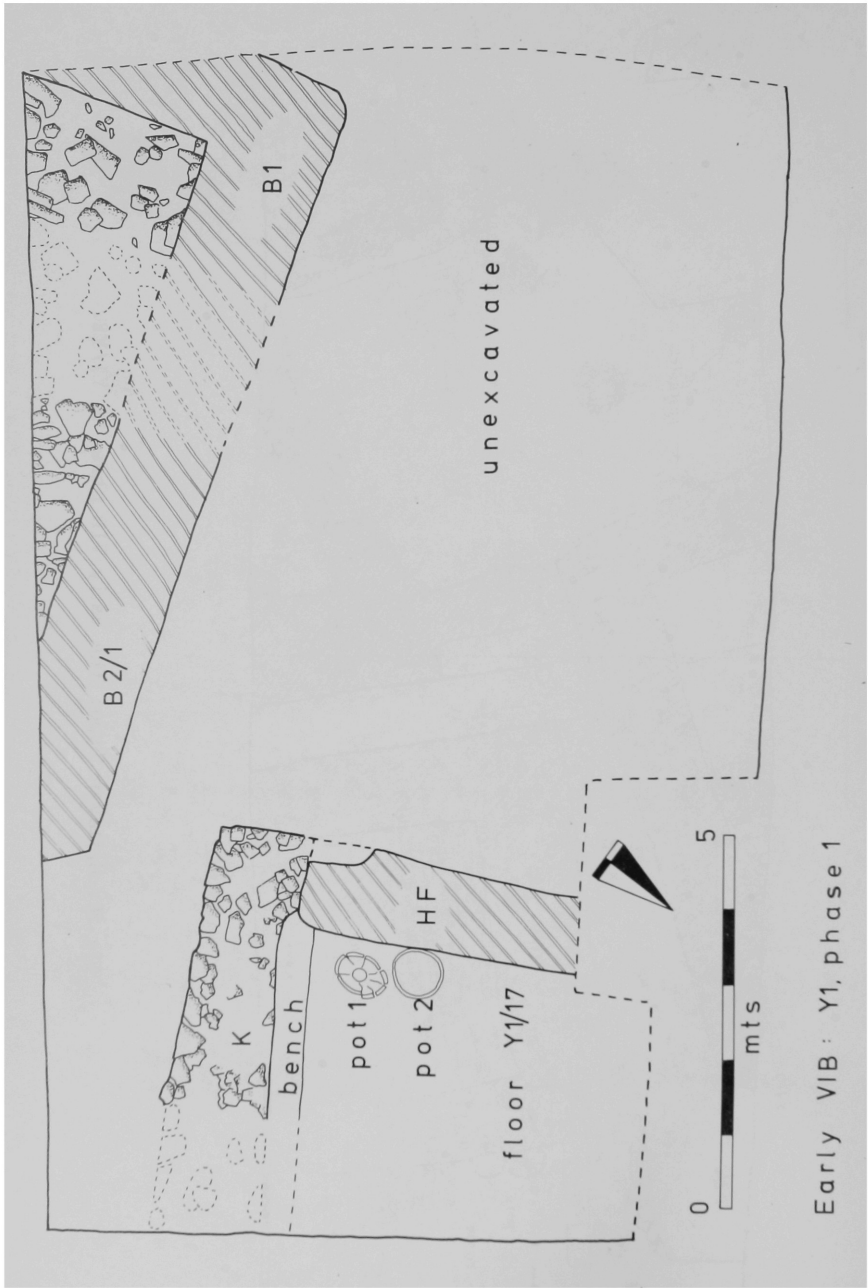 B1
B2/1
unexcavated
K
bench
HF
pot 1
pot 2
floor Y1/17
0 5
mts
Early VIB: Y1, phase 1